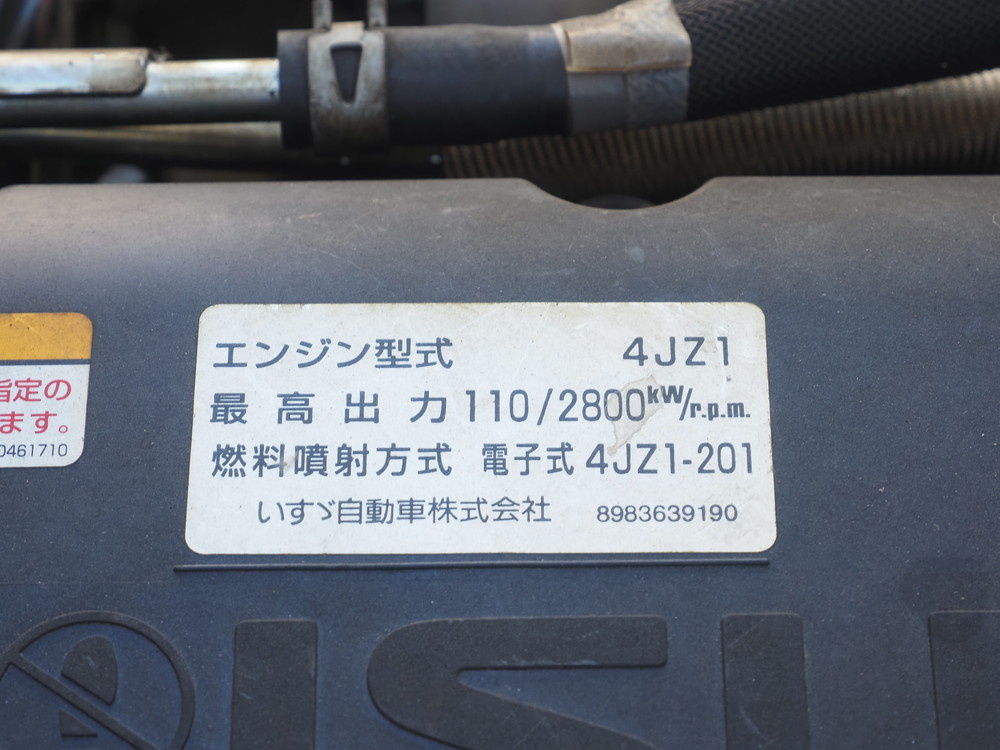 エンジン型式 4JZ1
最高出力 110/2800kW/r.p.m.
燃料噴射方式 電子式 4JZ1-201
いすゞ自動車株式会社 8983639190
指定の
ます。
0461710
ISU